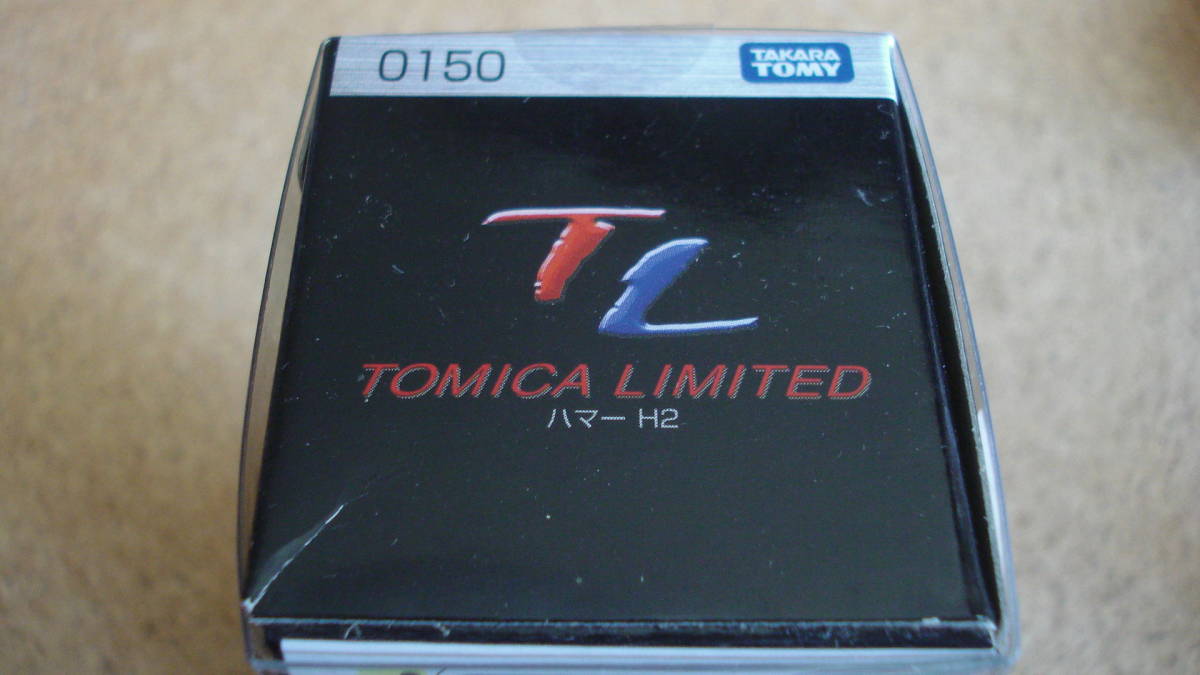 0150
TAKARA
TOMY
TL
TOMICA LIMITED
ハマー H2